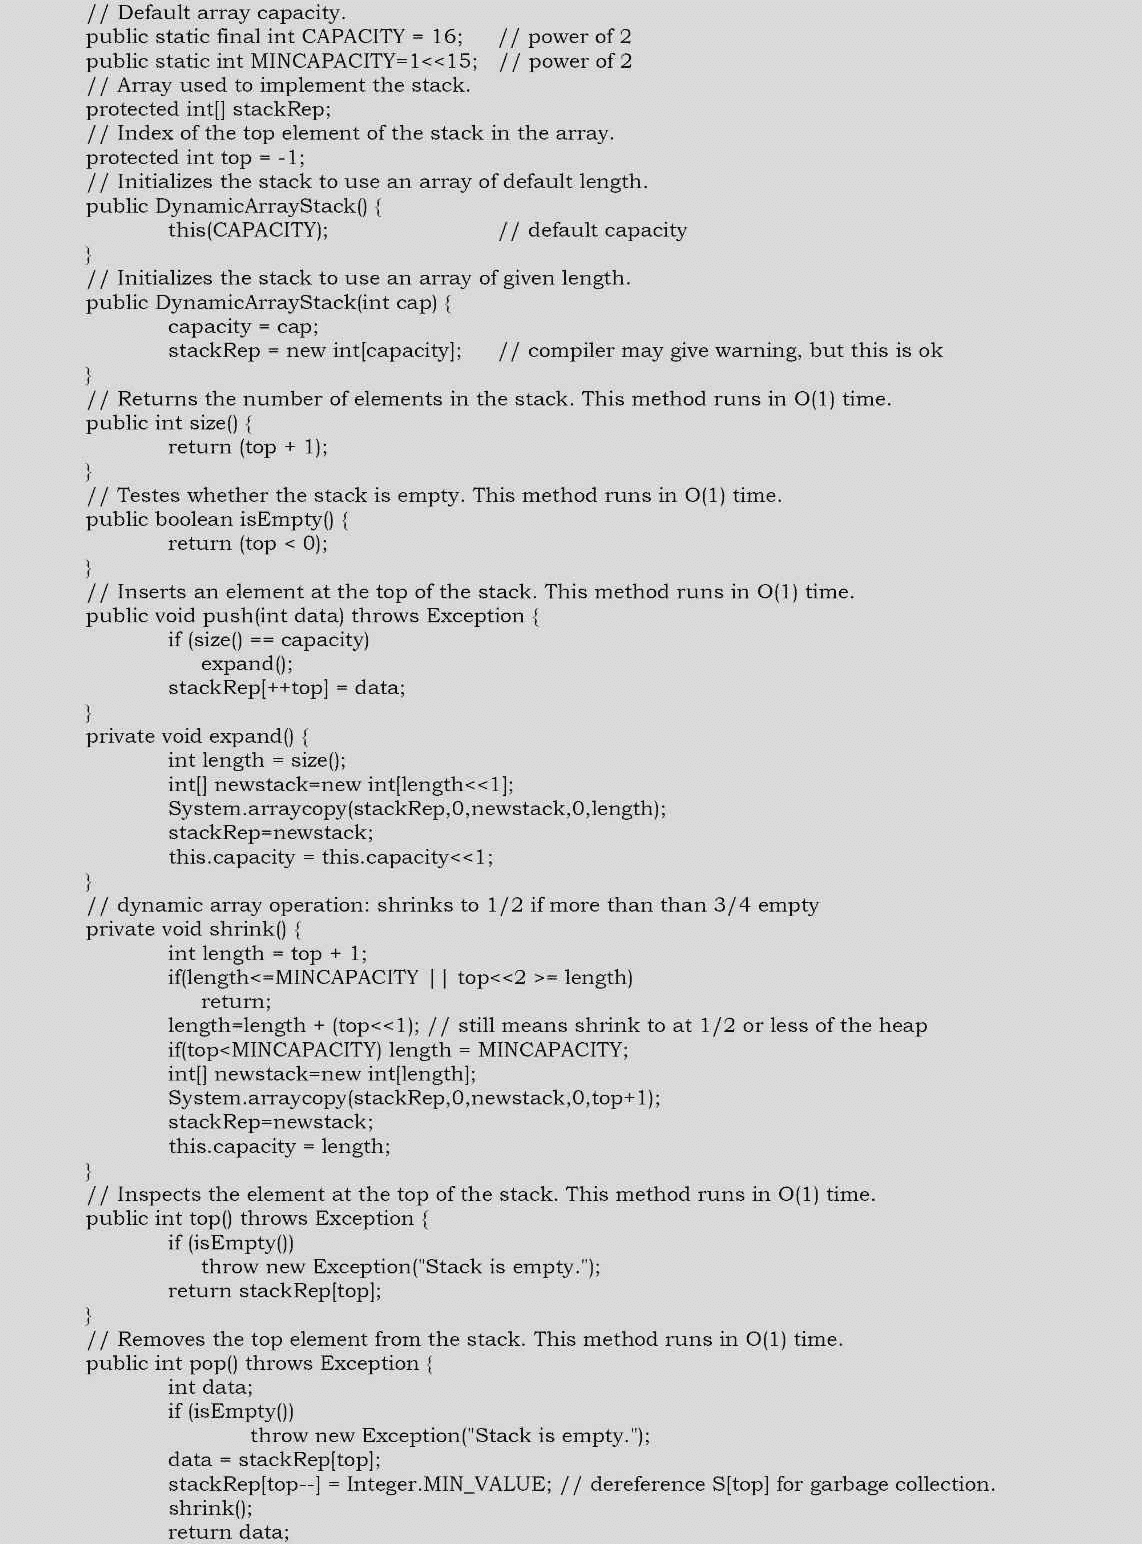 // Default array capacity.
public static final int CAPACITY = 16; // power of 2
public static int MINCAPACITY=1<<15; // power of 2
// Array used to implement the stack.
protected int[] stackRep;
// Index of the top element of the stack in the array.
protected int top = -1;
// Initializes the stack to use an array of default length.
public DynamicArrayStack() {
this(CAPACITY); // default capacity
}
// Initializes the stack to use an array of given length.
public DynamicArrayStack(int cap) {
capacity = cap;
stackRep = new int[capacity]; // compiler may give warning, but this is ok
}
// Returns the number of elements in the stack. This method runs in O(1) time.
public int size() {
return (top + 1);
}
// Testes whether the stack is empty. This method runs in O(1) time.
public boolean isEmpty() {
return (top < 0);
}
// Inserts an element at the top of the stack. This method runs in O(1) time.
public void push(int data) throws Exception {
if (size() == capacity)
expand();
stackRep[++top] = data;
}
private void expand() {
int length = size();
int[] newstack=new int[length<<1];
System.arraycopy(stackRep,0,newstack,0,length);
stackRep=newstack;
this.capacity = this.capacity<<1;
}
// dynamic array operation: shrinks to 1/2 if more than than 3/4 empty
private void shrink() {
int length = top + 1;
if(length<=MINCAPACITY || top<<2 >= length)
return;
length=length + (top<<1); // still means shrink to at 1/2 or less of the heap
if(top<MINCAPACITY) length = MINCAPACITY;
int[] newstack=new int[length];
System.arraycopy(stackRep,0,newstack,0,top+1);
stackRep=newstack;
this.capacity = length;
}
// Inspects the element at the top of the stack. This method runs in O(1) time.
public int top() throws Exception {
if (isEmpty())
throw new Exception("Stack is empty.");
return stackRep[top];
}
// Removes the top element from the stack. This method runs in O(1) time.
public int pop() throws Exception {
int data;
if (isEmpty())
throw new Exception("Stack is empty.");
data = stackRep[top];
stackRep[top--] = Integer.MIN_VALUE; // dereference S[top] for garbage collection.
shrink();
return data;